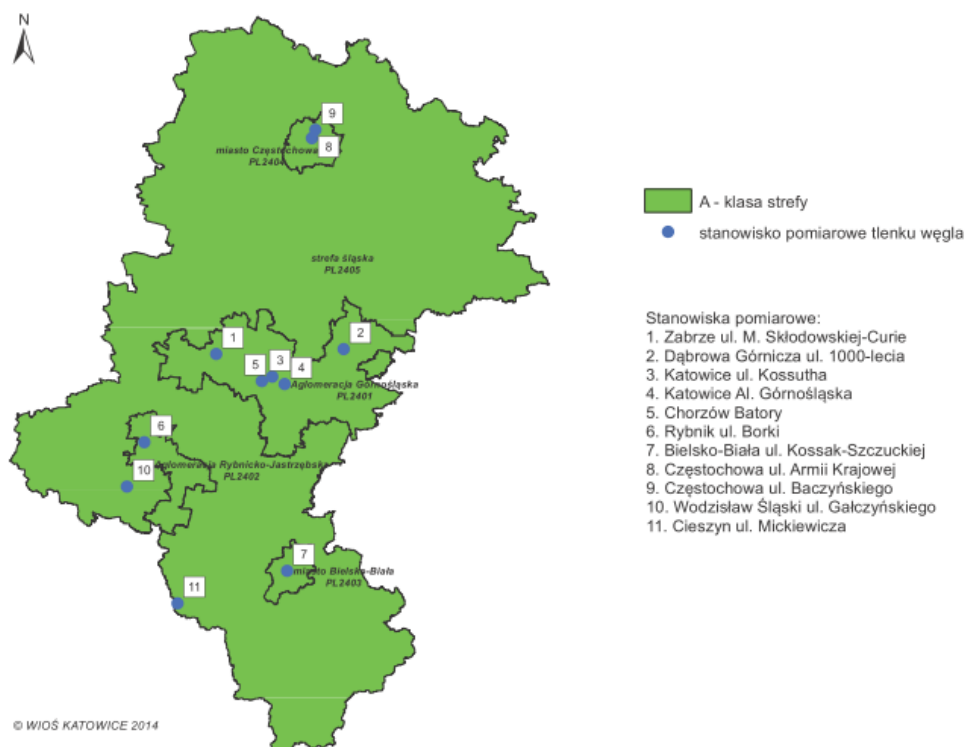 N
9
8
miasto Częstochowa
PL2404
A - klasa strefy
stanowisko pomiarowe tlenku węgla
strefa śląska
PL2405
1
2
5
3
4
Aglomeracja Górnośląska
PL2401
6
10
Aglomeracja Rybnicko-Jastrzębska
PL2402
7
miasto Bielsko-Biała
PL2403
11
Stanowiska pomiarowe:
1. Zabrze ul. M. Skłodowskiej-Curie
2. Dąbrowa Górnicza ul. 1000-lecia
3. Katowice ul. Kossutha
4. Katowice Al. Górnośląska
5. Chorzów Batory
6. Rybnik ul. Borki
7. Bielsko-Biała ul. Kossak-Szczuckiej
8. Częstochowa ul. Armii Krajowej
9. Częstochowa ul. Baczyńskiego
10. Wodzisław Śląski ul. Gałczyńskiego
11. Cieszyn ul. Mickiewicza
© WIOŚ KATOWICE 2014